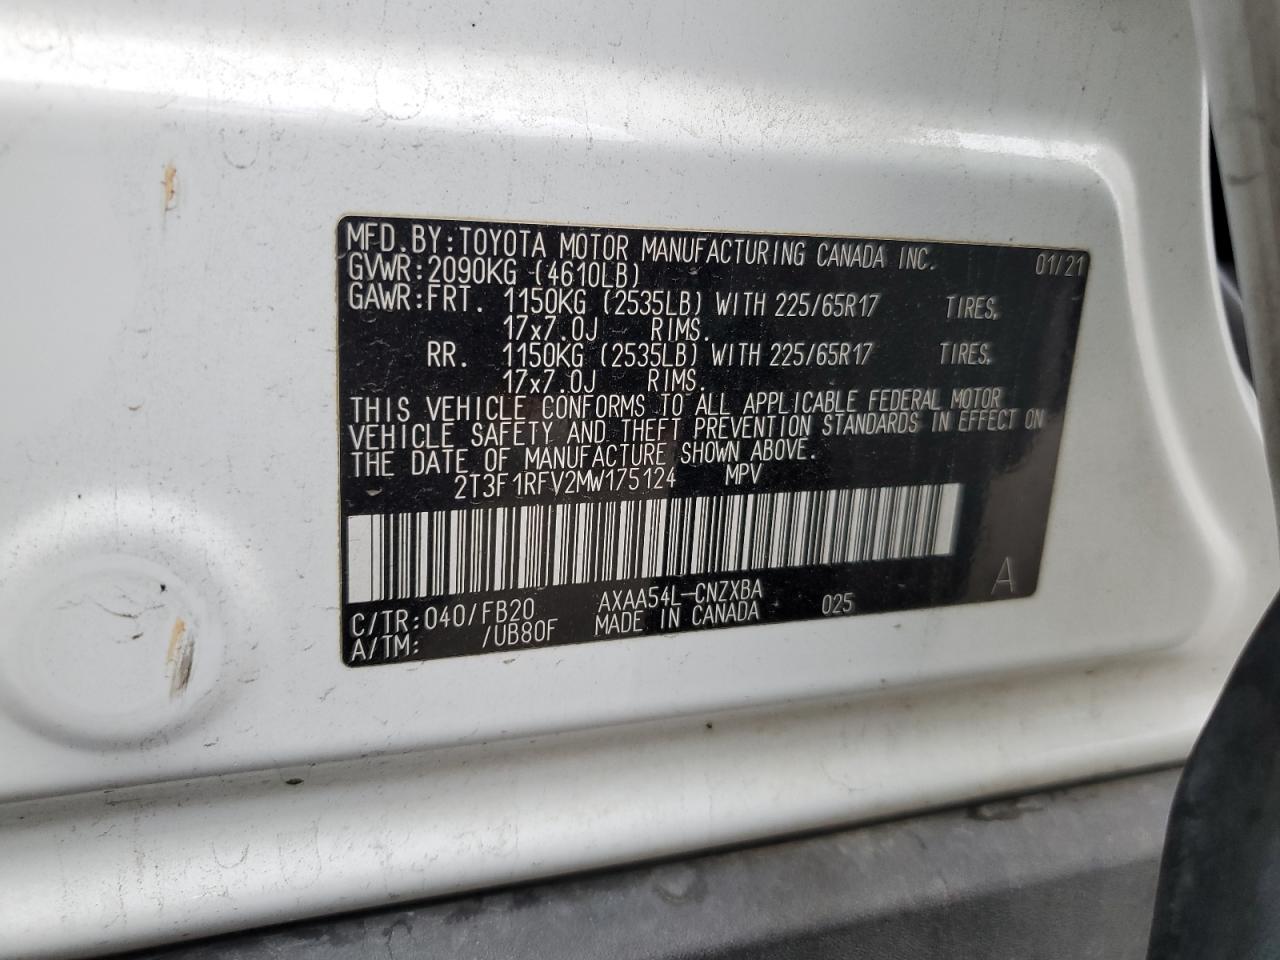 MFD.BY:TOYOTA MOTOR MANUFACTURING CANADA INC. 01/21
GVWR:2090KG (4610LB)
GAWR:FRT. 1150KG (2535LB) WITH 225/65R17 TIRES,
17x7.0J RIMS.
RR. 1150KG (2535LB) WITH 225/65R17 TIRES,
17x7.0J RIMS.
THIS VEHICLE CONFORMS TO ALL APPLICABLE FEDERAL MOTOR
VEHICLE SAFETY AND THEFT PREVENTION STANDARDS IN EFFECT ON
THE DATE OF MANUFACTURE SHOWN ABOVE.
2T3F1RFV2MW175124 MPV
C/TR:040/FB20 AXAA54L-CNZXBA 025 A
A/TM: /UB80F MADE IN CANADA